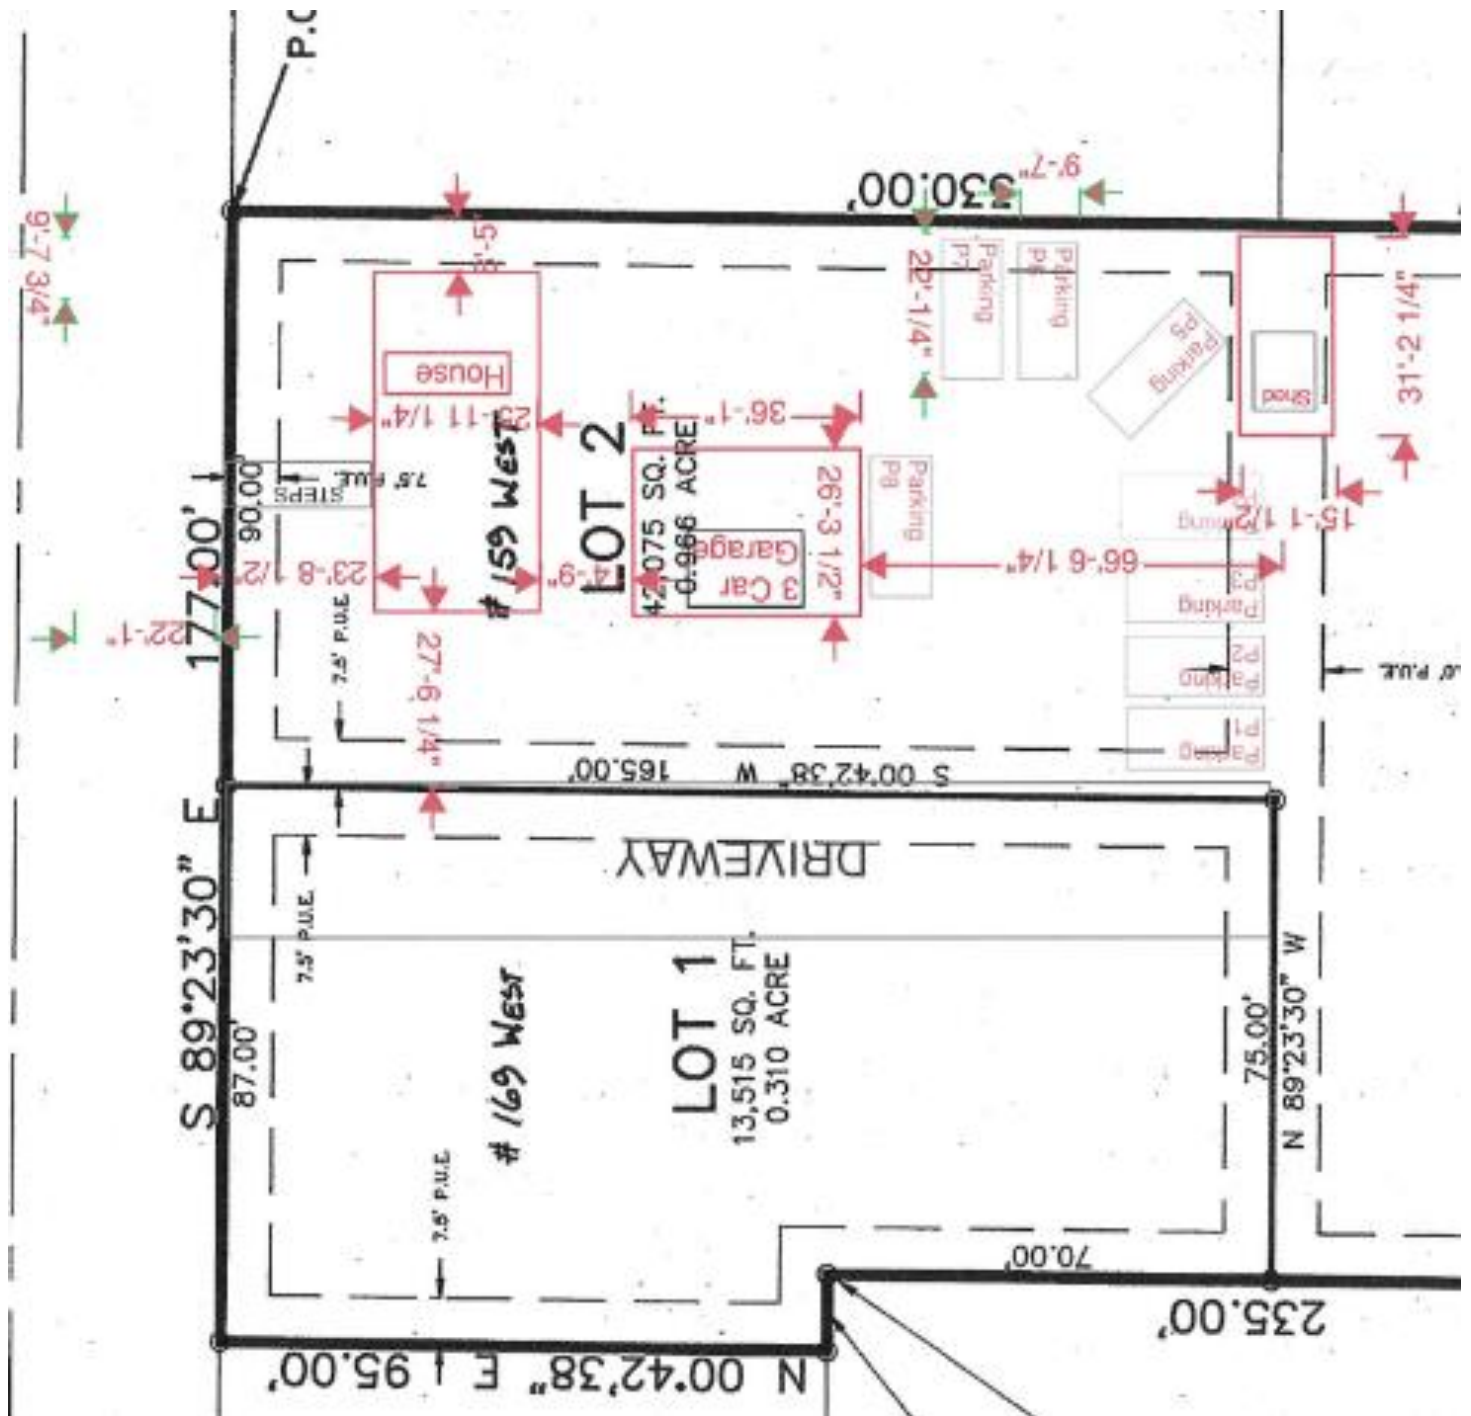 P.O
330.00'
9'-7"
9'-7 3/4"
22'-1/4"
Parking
P7
Parking
P6
Parking
P5
31'-2 1/4"
Shed
15'-1 1/2"
House
25'-11 1/4"
# 159 WEST
LOT 2
42,075 SQ. FT.
0.966 ACRE
36'-1"
26'-3 1/2"
3 Car
Garage
Parking
P8
66'-6 1/4"
90.00'
STEPS
7.5' P.U.E.
23'-8 1/2"
177.00'
22'-1"
7.5' P.U.E.
27'-6 1/4"
Parking
P3
Parking
P2
Parking
P1
S 00°42'38" W 165.00'
DRIVEWAY
S 89°23'30" E
87.00'
7.5' P.U.E.
# 169 WEST
LOT 1
13,515 SQ. FT.
0.310 ACRE
75.00'
N 89°23'30" W
7.5' P.U.E.
70.00'
235.00'
N 00°42'38" E 95.00'